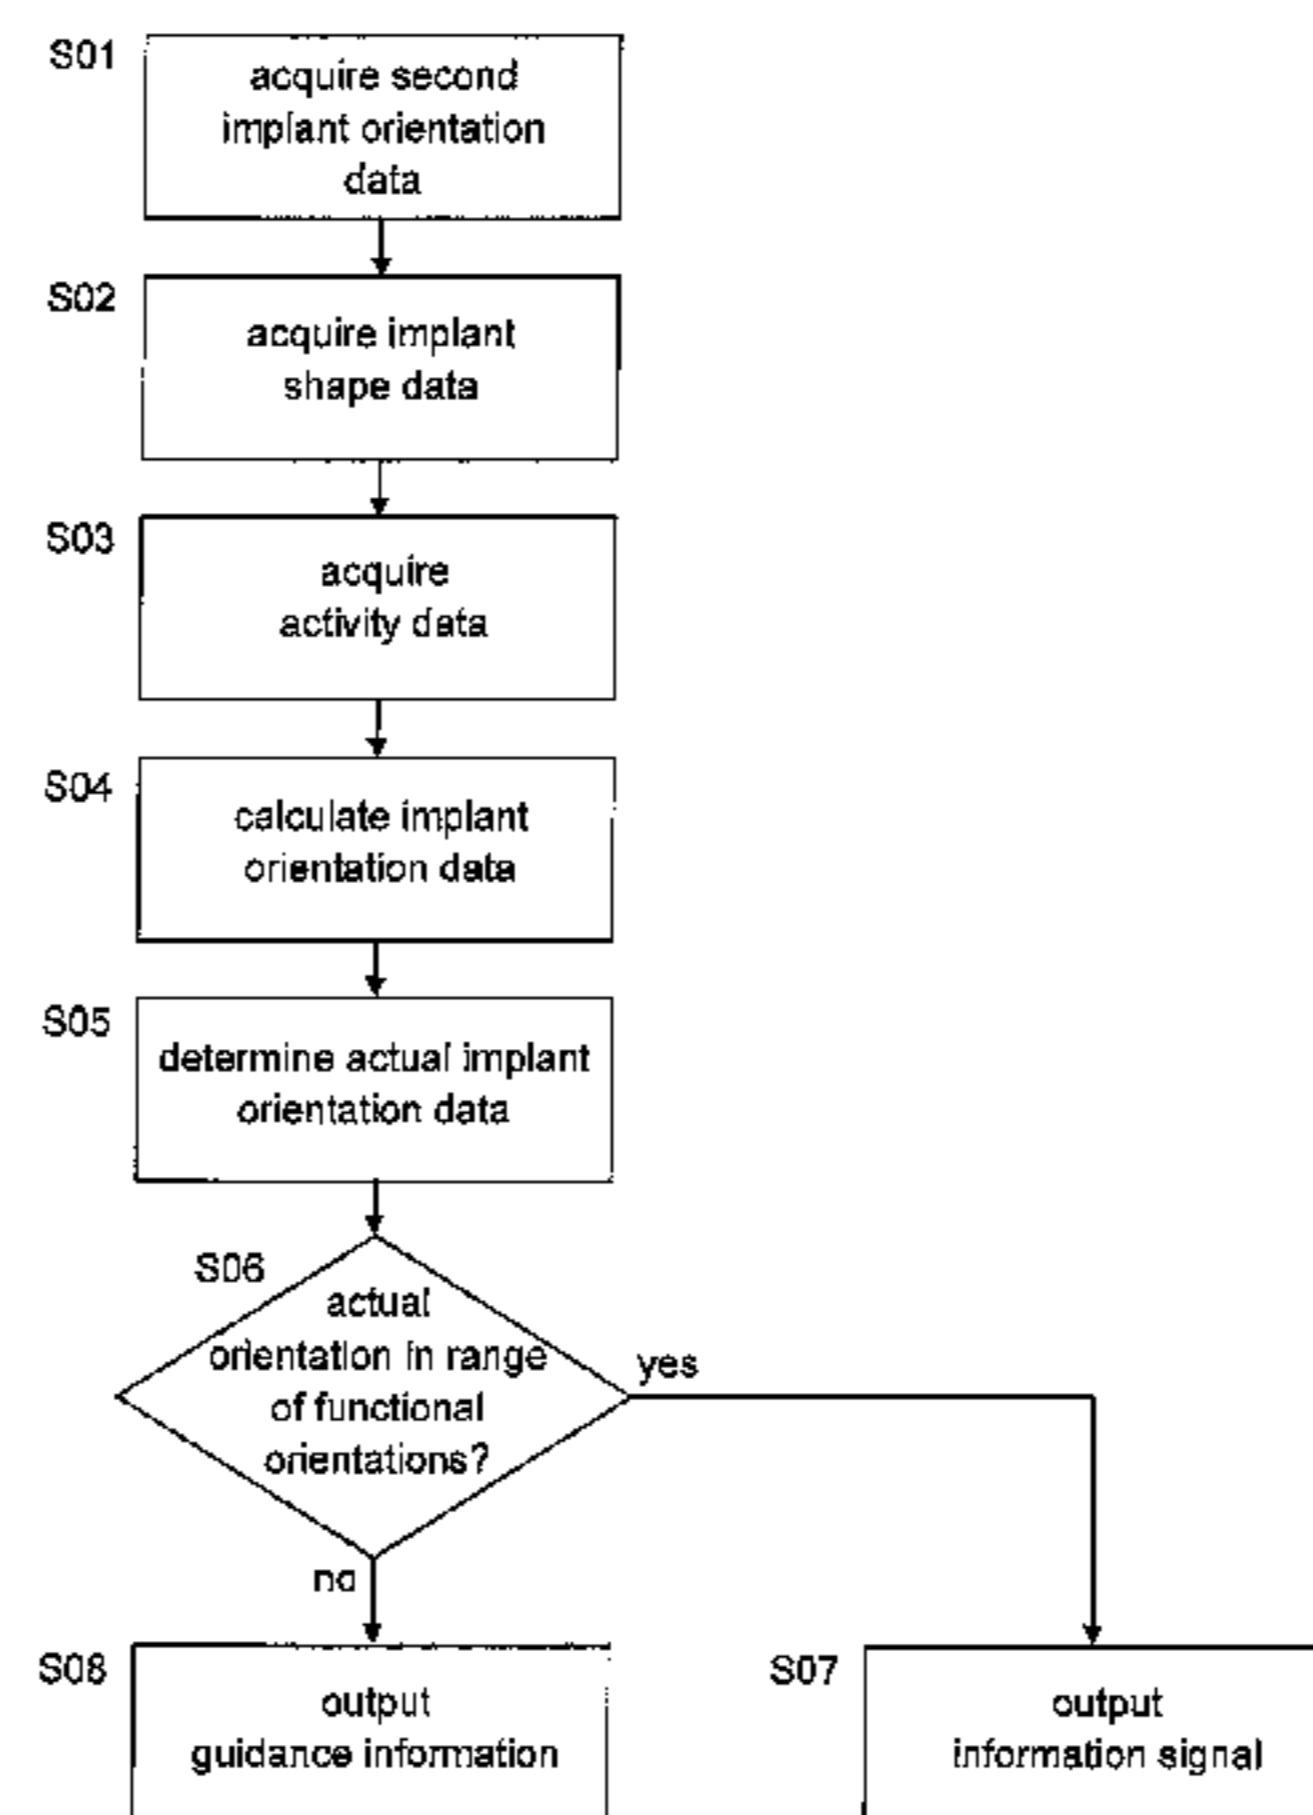 S01
acquire second
implant orientation
data
S02
acquire implant
shape data
S03
acquire
activity data
S04
calculate implant
orientation data
S05
determine actual implant
orientation data
S06
actual
orientation in range
of functional
orientations?
yes
no
S08
output
guidance information
S07
output
information signal